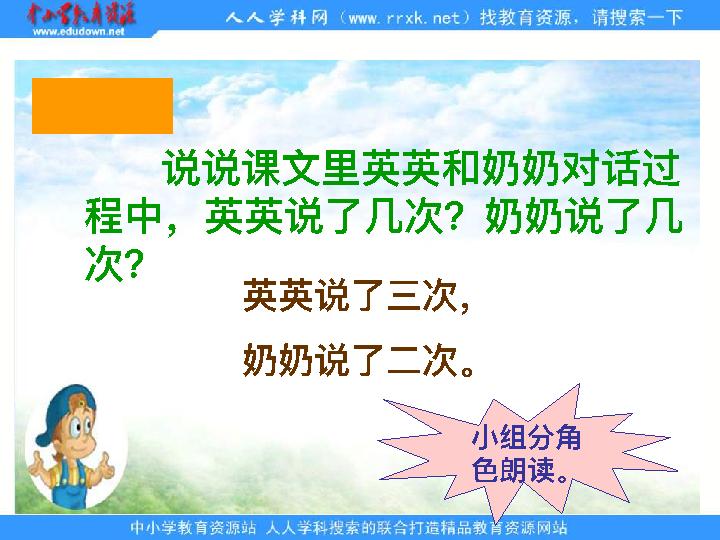 中小学教育资源
www.edudown.net
人人学科网（www.rrxk.net）找教育资源，请搜索一下
说说课文里英英和奶奶对话过
程中，英英说了几次？奶奶说了几
次？
英英说了三次，
奶奶说了二次。
小组分角
色朗读。
中小学教育资源站 人人学科搜索的联合打造精品教育资源网站